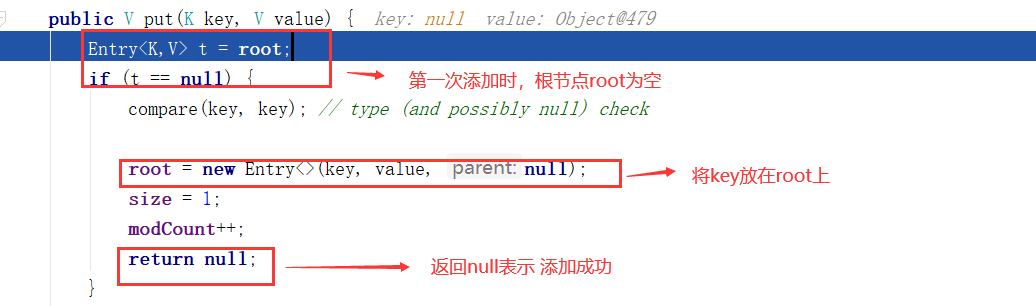 public V put(K key, V value) {  key: null  value: Object@479
Entry<K,V> t = root;
if (t == null) {
第一次添加时，根节点root为空
compare(key, key); // type (and possibly null) check
root = new Entry<>(key, value, parent: null);
将key放在root上
size = 1;
modCount++;
return null;
返回null表示 添加成功
}